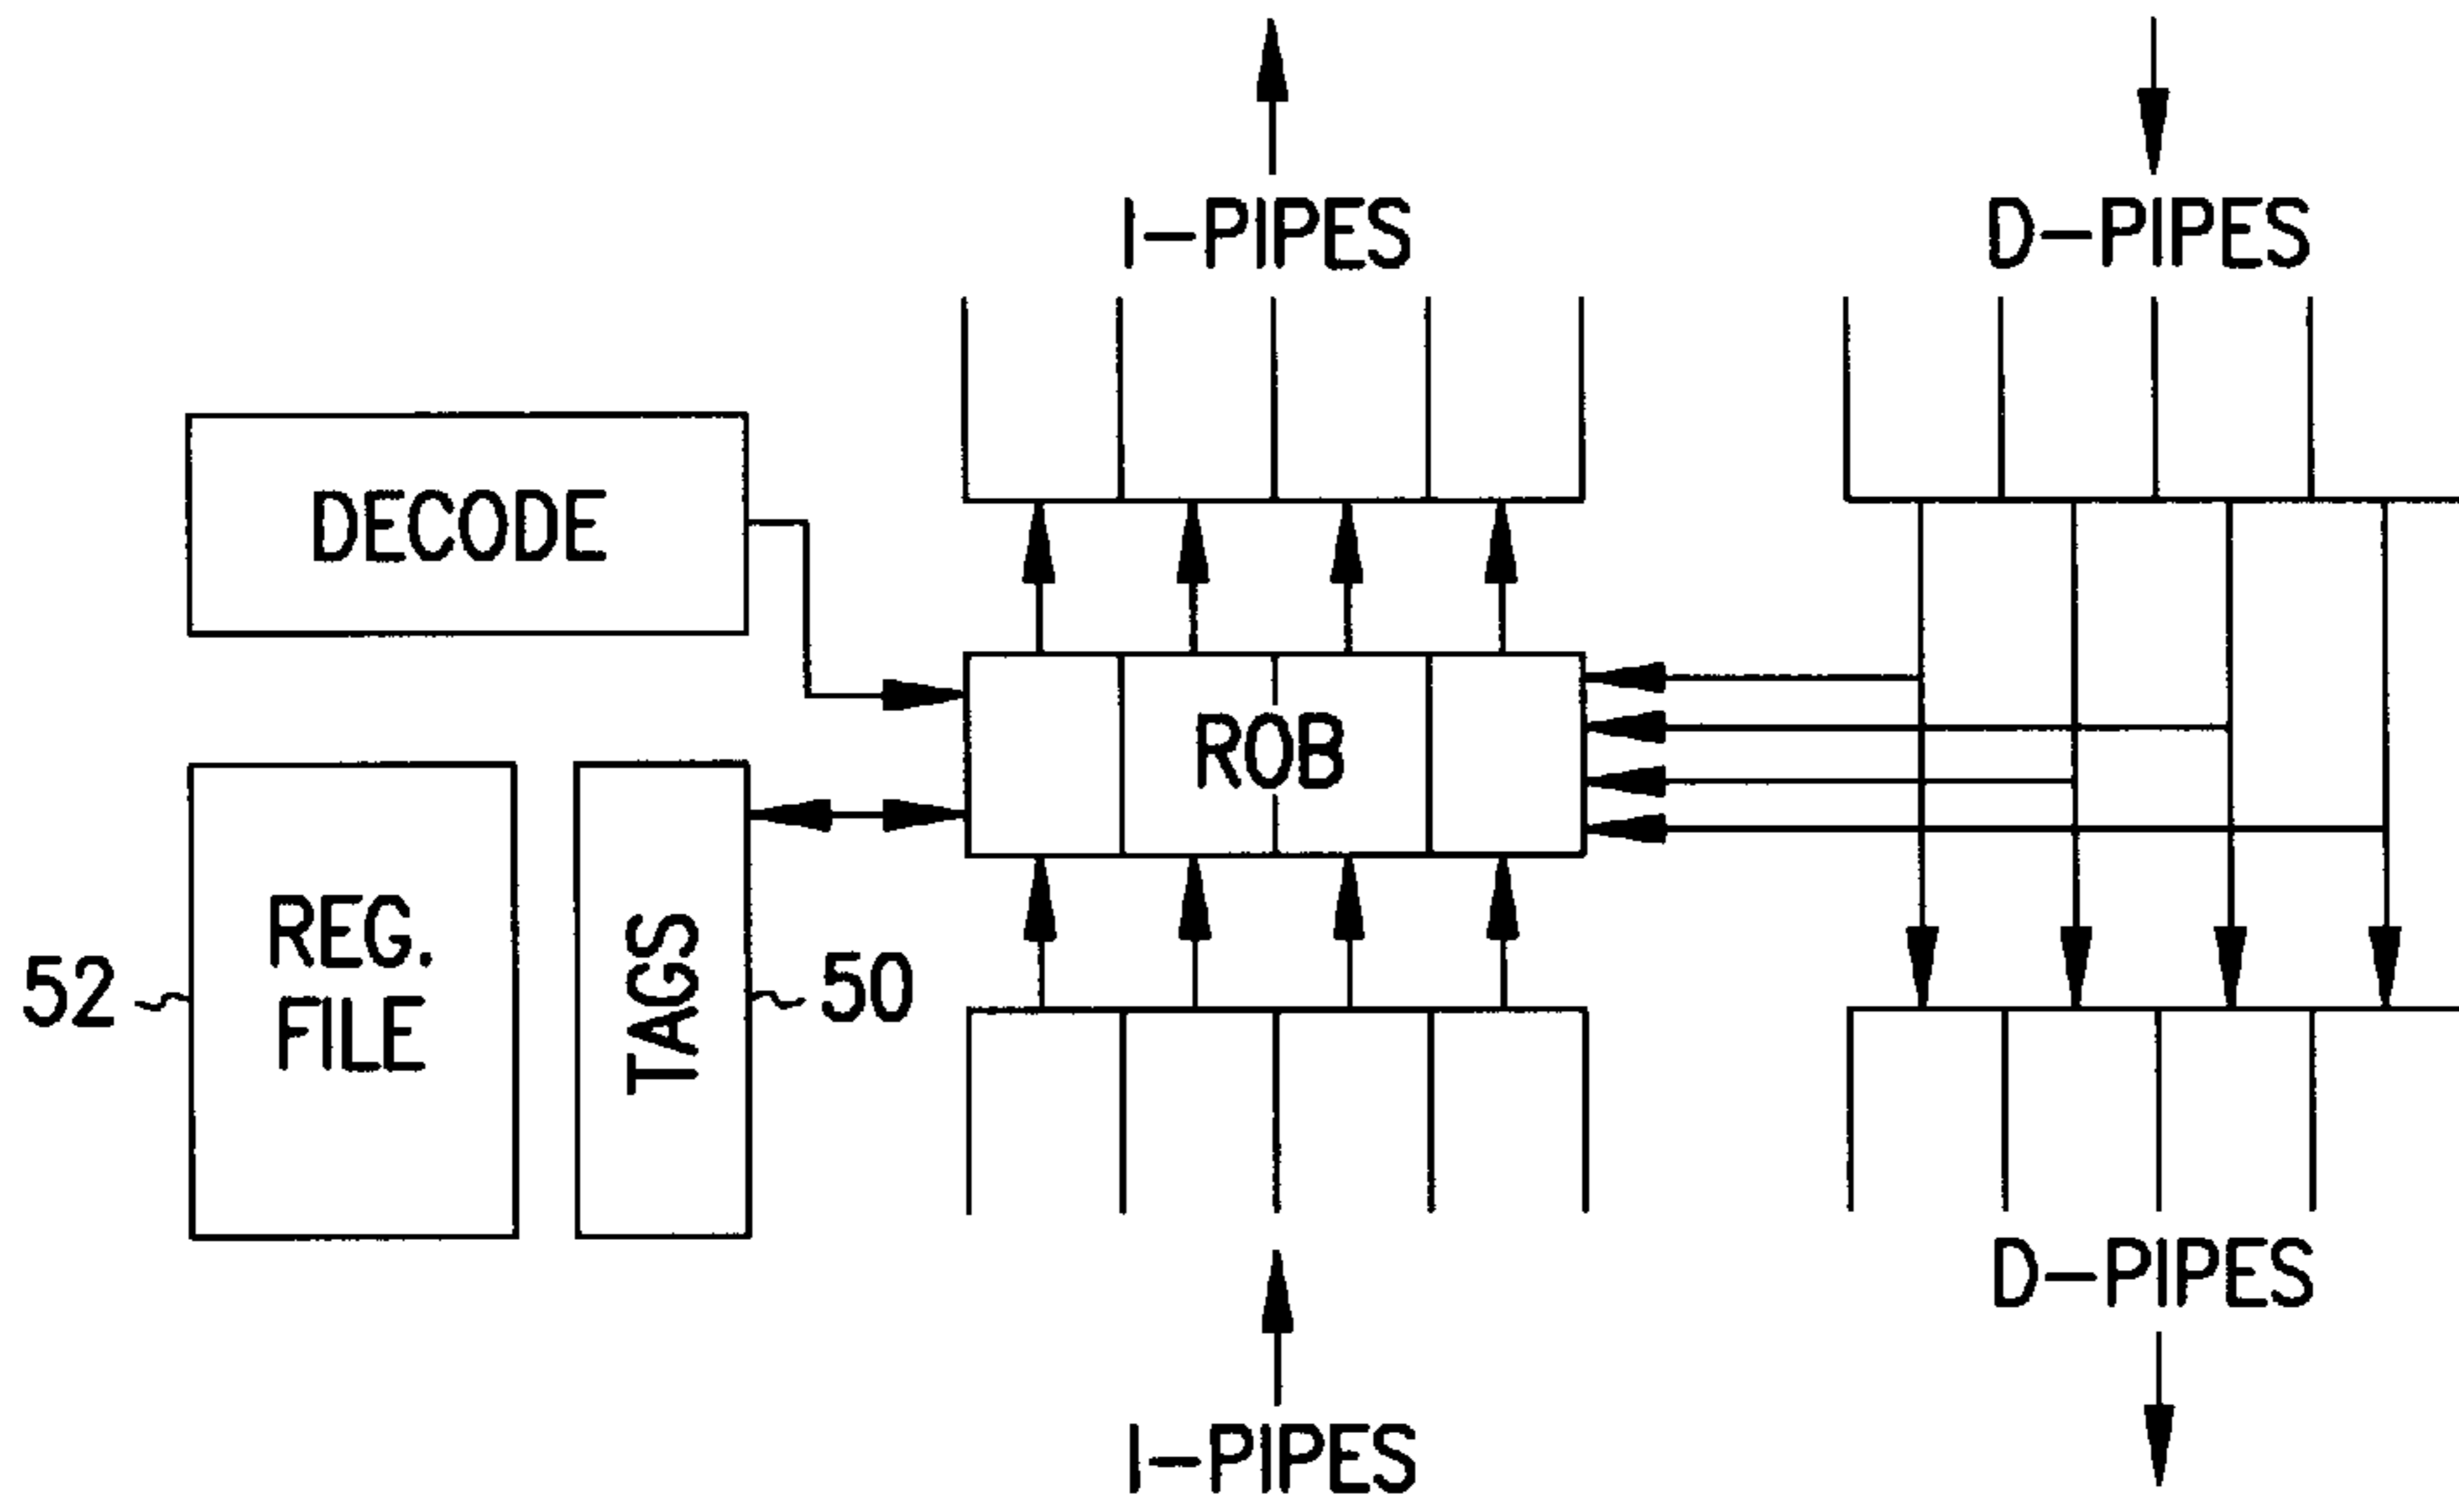 I-PIPES
D-PIPES
DECODE
ROB
REG.
FILE
TAGS
52
50
D-PIPES
I-PIPES